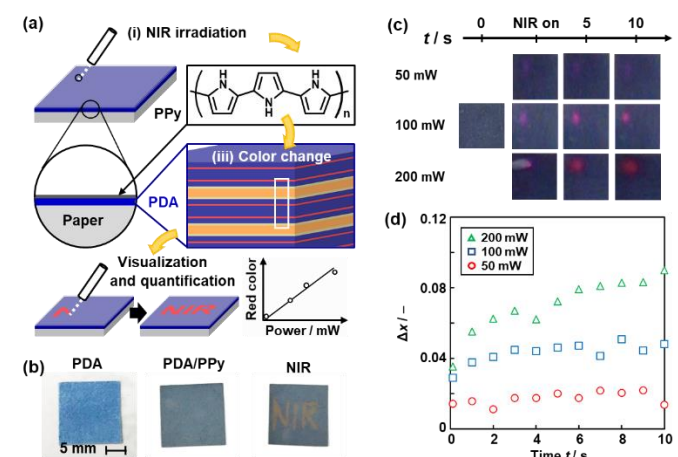 (a)
(i) NIR irradiation
PPy
H
N
N
H
H
N
n
(iii) Color change
Paper
PDA
Visualization
and quantification
NIR
Red color
Power / mW
(b)
PDA
PDA/PPy
NIR
5 mm
NIR
(c)
0
NIR on
5
10
t / s
50 mW
100 mW
200 mW
(d)
0.12
0.08
0.04
0
Δx / −
200 mW
100 mW
50 mW
0
2
4
6
8
10
Time t / s